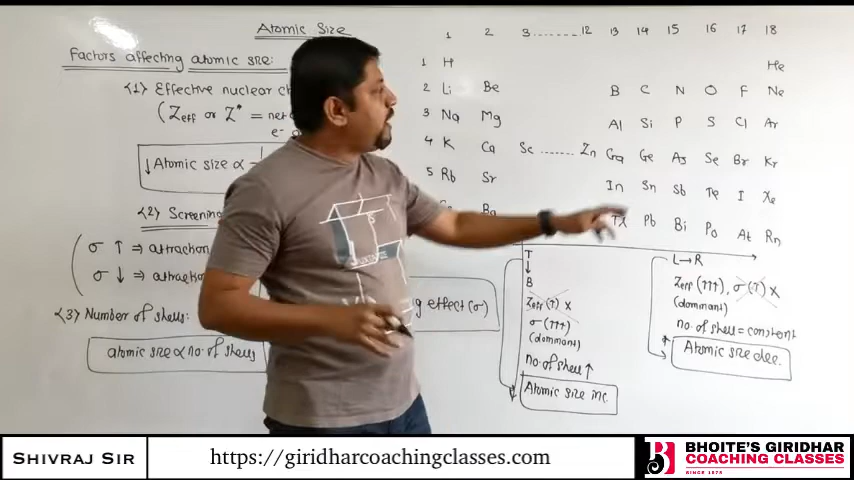 Atomic Size
Factors affecting atomic size:
(1) Effective nuclear
(Zeff or Z* =
e-
↓ Atomic size ∝
(2) Screening
σ ↑ ⇒ attraction
σ ↓ ⇒ attraction
effect (σ)
(3) Number of shells:
atomic size ∝ no. of shells
1 2 3........ 12 13 14 15 16 17 18
1 H He
2 Li Be B C N O F Ne
3 Na Mg Al Si P S Cl Ar
4 K Ca Sc ........ Zn Ga Ge As Se Br Kr
5 Rb Sr In Sn Sb Te I Xe
Ba Pb Bi Po At Rn
T
↓
B
Zeff (↑) x
σ (↑↑↑)
(dominant)
no. of shell ↑
Atomic size inc.
L → R
Zeff (↑↑↑), σ (↑) x
(dominant)
no. of shell = constant
Atomic size dec.
SHIVRAJ SIR
https://giridharcoachingclasses.com
BHOITE'S GIRIDHAR
COACHING CLASSES